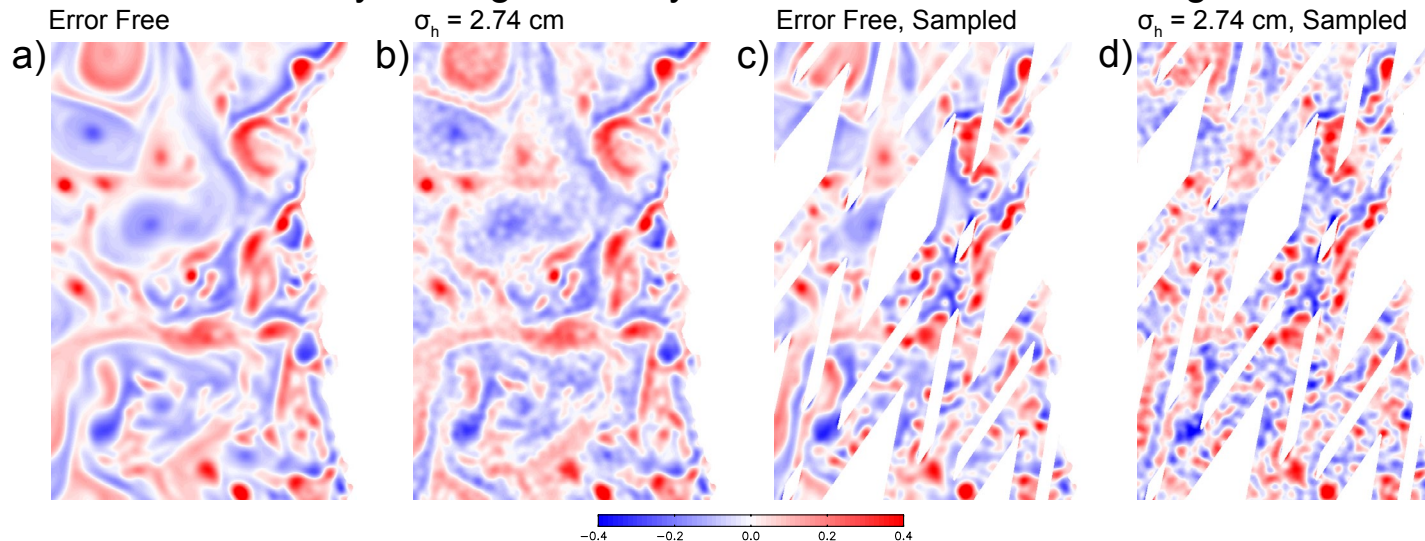 Error Free
σh = 2.74 cm
Error Free, Sampled
σh = 2.74 cm, Sampled
a)
b)
c)
d)
−0.4
−0.2
0.0
0.2
0.4